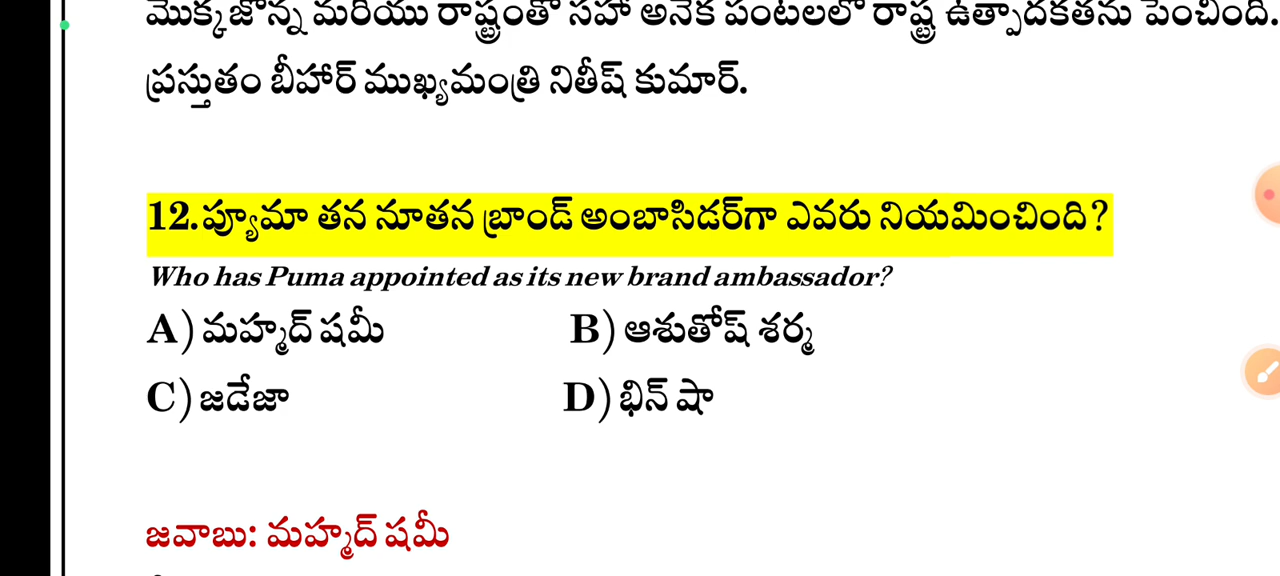 మొక్కజొన్న మరియు రాష్ట్రంతో సహా అనేక పంటలలో రాష్ట్ర ఉత్పాదకతను పెంచింది.
ప్రస్తుతం బీహార్ ముఖ్యమంత్రి నితీష్ కుమార్.
12.ప్యూమా తన నూతన బ్రాండ్ అంబాసిడర్‌గా ఎవరు నియమించింది?
Who has Puma appointed as its new brand ambassador?
A) మహ్మద్ షమీ B) ఆశుతోష్ శర్మ
C) జడేజా D) భిన్ షా
జవాబు: మహ్మద్ షమీ